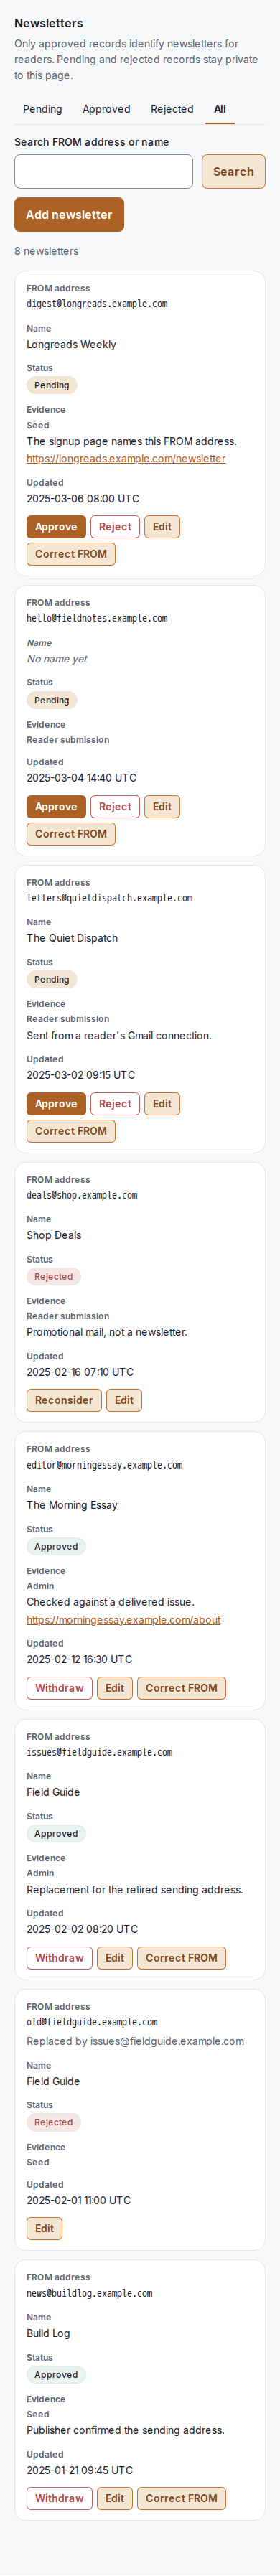 Newsletters
Only approved records identify newsletters for
readers. Pending and rejected records stay private
to this page.
Pending Approved Rejected All
Search FROM address or name
Search
Add newsletter
8 newsletters
FROM address
digest@longreads.example.com
Name
Longreads Weekly
Status
Pending
Evidence
Seed
The signup page names this FROM address.
https://longreads.example.com/newsletter
Updated
2025-03-06 08:00 UTC
Approve Reject Edit
Correct FROM
FROM address
hello@fieldnotes.example.com
Name
No name yet
Status
Pending
Evidence
Reader submission
Updated
2025-03-04 14:40 UTC
Approve Reject Edit
Correct FROM
FROM address
letters@quietdispatch.example.com
Name
The Quiet Dispatch
Status
Pending
Evidence
Reader submission
Sent from a reader's Gmail connection.
Updated
2025-03-02 09:15 UTC
Approve Reject Edit
Correct FROM
FROM address
deals@shop.example.com
Name
Shop Deals
Status
Rejected
Evidence
Reader submission
Promotional mail, not a newsletter.
Updated
2025-02-16 07:10 UTC
Reconsider Edit
FROM address
editor@morningessay.example.com
Name
The Morning Essay
Status
Approved
Evidence
Admin
Checked against a delivered issue.
https://morningessay.example.com/about
Updated
2025-02-12 16:30 UTC
Withdraw Edit Correct FROM
FROM address
issues@fieldguide.example.com
Name
Field Guide
Status
Approved
Evidence
Admin
Replacement for the retired sending address.
Updated
2025-02-02 08:20 UTC
Withdraw Edit Correct FROM
FROM address
old@fieldguide.example.com
Replaced by issues@fieldguide.example.com
Name
Field Guide
Status
Rejected
Evidence
Seed
Updated
2025-02-01 11:00 UTC
Edit
FROM address
news@buildlog.example.com
Name
Build Log
Status
Approved
Evidence
Seed
Publisher confirmed the sending address.
Updated
2025-01-21 09:45 UTC
Withdraw Edit Correct FROM